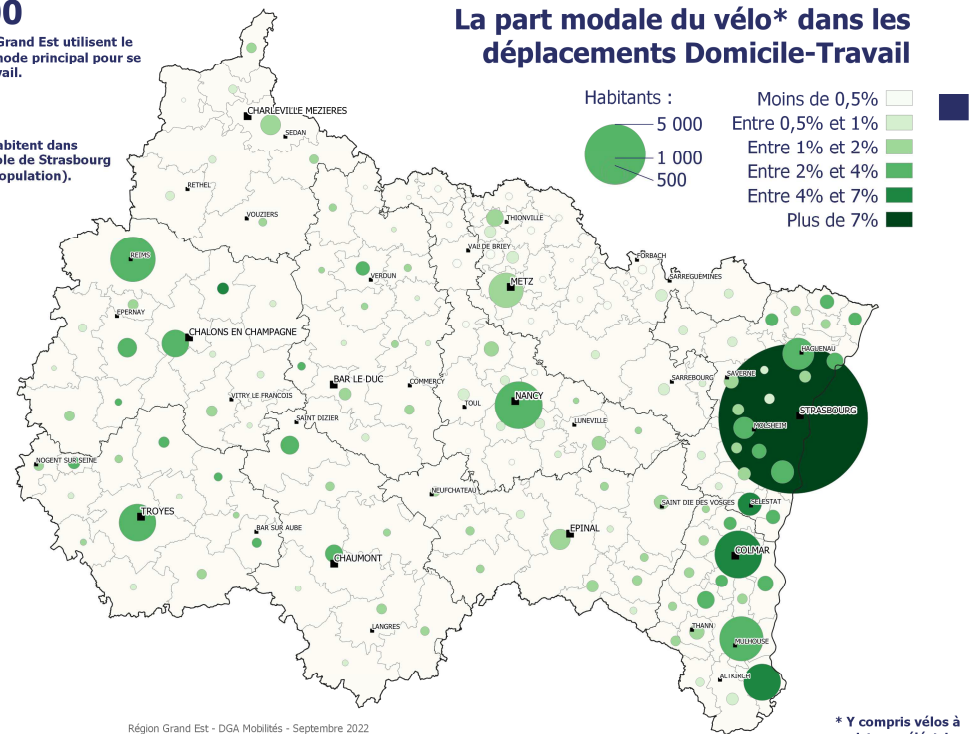 La part modale du vélo* dans les
déplacements Domicile-Travail
00
Grand Est utilisent le
mode principal pour se
vail.
abitent dans
ole de Strasbourg
opulation).
Habitants :
5 000
1 000
500
Moins de 0,5%
Entre 0,5% et 1%
Entre 1% et 2%
Entre 2% et 4%
Entre 4% et 7%
Plus de 7%
CHARLEVILLE MEZIERES
SEDAN
RETHEL
VOUZIERS
THIONVILLE
VAL DE BRIEY
FORBACH
SARREGUEMINES
REIMS
VERDUN
METZ
EPERNAY
CHALONS EN CHAMPAGNE
HAGUENAU
BAR LE DUC
COMMERCY
SARREBOURG
SAVERNE
VITRY LE FRANCOIS
TOUL
NANCY
STRASBOURG
SAINT DIZIER
LUNEVILLE
MOLSHEIM
NOGENT SUR SEINE
NEUFCHATEAU
SAINT DIE DES VOSGES
SELESTAT
TROYES
BAR SUR AUBE
EPINAL
CHAUMONT
COLMAR
LANGRES
THANN
MULHOUSE
ALTKIRCH
Région Grand Est - DGA Mobilités - Septembre 2022
* Y compris vélos à